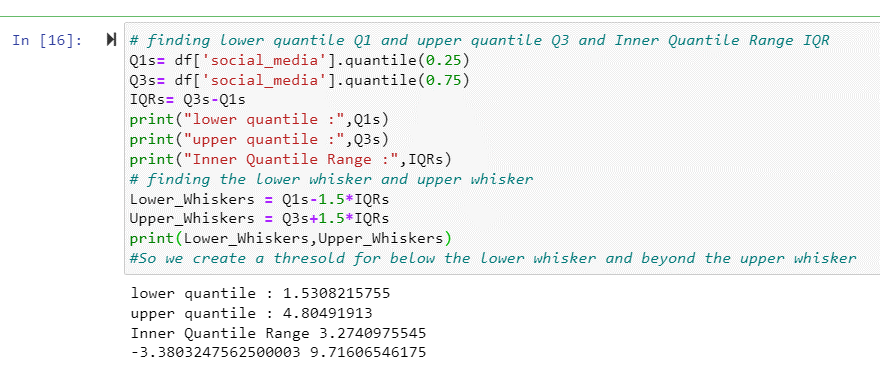 In [16]:
# finding lower quantile Q1 and upper quantile Q3 and Inner Quantile Range IQR
Q1s= df['social_media'].quantile(0.25)
Q3s= df['social_media'].quantile(0.75)
IQRs= Q3s-Q1s
print("lower quantile :",Q1s)
print("upper quantile :",Q3s)
print("Inner Quantile Range :",IQRs)
# finding the lower whisker and upper whisker
Lower_Whiskers = Q1s-1.5*IQRs
Upper_Whiskers = Q3s+1.5*IQRs
print(Lower_Whiskers,Upper_Whiskers)
#So we create a thresold for below the lower whisker and beyond the upper whisker
lower quantile : 1.5308215755
upper quantile : 4.80491913
Inner Quantile Range 3.2740975545
-3.3803247562500003 9.71606546175